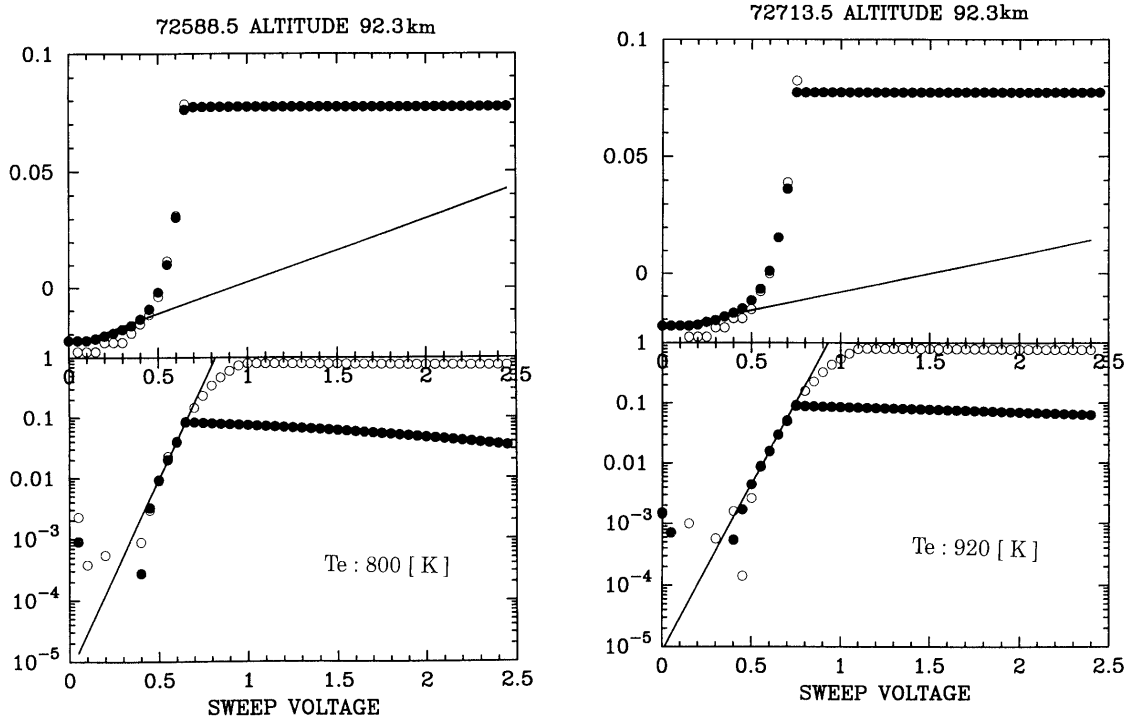 72588.5 ALTITUDE 92.3km
0.1
0.05
0
1
0 0.5 1 1.5 2 2.5
0.1
0.01
10⁻³
10⁻⁴
10⁻⁵
Te : 800 [ K ]
0 0.5 1 1.5 2 2.5
SWEEP VOLTAGE
72713.5 ALTITUDE 92.3km
0.1
0.05
0
1
0 0.5 1 1.5 2 2.5
0.1
0.01
10⁻³
10⁻⁴
10⁻⁵
Te : 920 [ K ]
0 0.5 1 1.5 2 2.5
SWEEP VOLTAGE